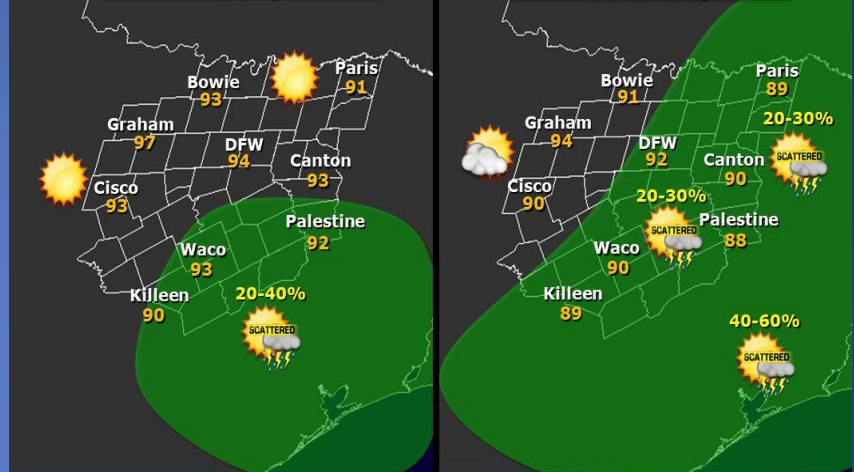 Bowie
93
Paris
91
Graham
97
DFW
94
Canton
93
Cisco
93
Palestine
92
Waco
93
Killeen
90
20-40%
SCATTERED
Paris
89
Bowie
91
20-30%
Graham
94
DFW
92
SCATTERED
Canton
90
Cisco
90
20-30%
SCATTERED
Palestine
88
Waco
90
Killeen
89
40-60%
SCATTERED